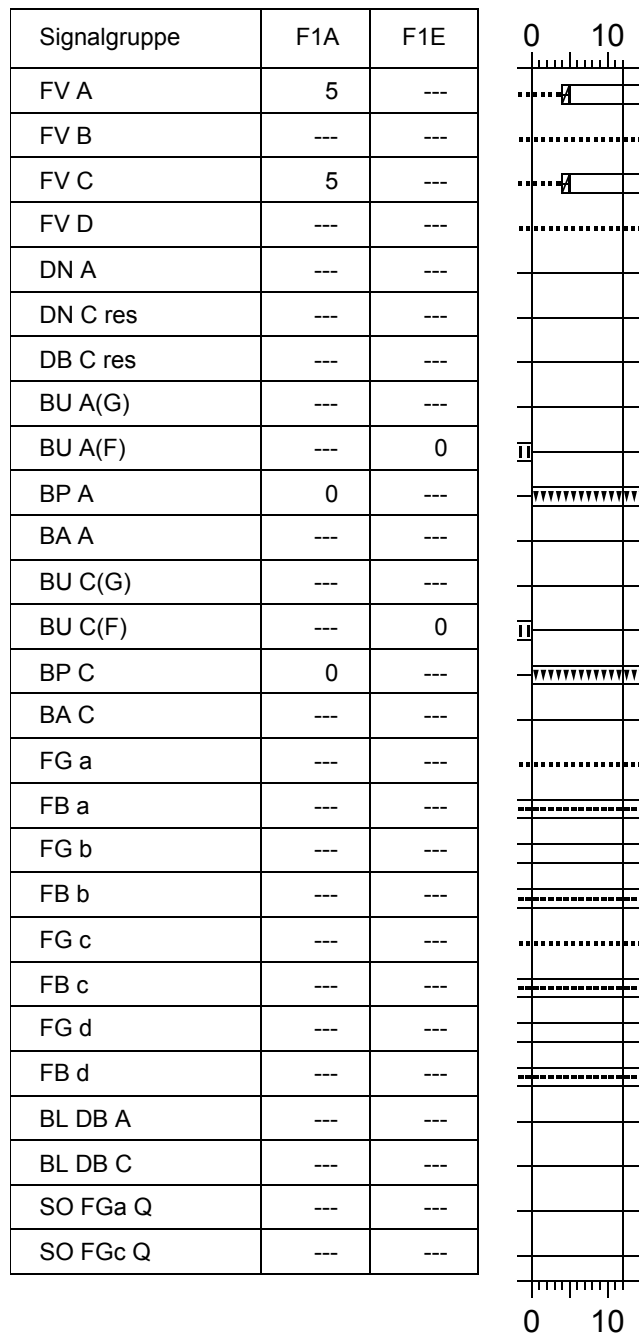 Signalgruppe F1A F1E 0 10
FV A 5 ---
FV B --- ---
FV C 5 ---
FV D --- ---
DN A --- ---
DN C res --- ---
DB C res --- ---
BU A(G) --- ---
BU A(F) --- 0
BP A 0 ---
BA A --- ---
BU C(G) --- ---
BU C(F) --- 0
BP C 0 ---
BA C --- ---
FG a --- ---
FB a --- ---
FG b --- ---
FB b --- ---
FG c --- ---
FB c --- ---
FG d --- ---
FB d --- ---
BL DB A --- ---
BL DB C --- ---
SO FGa Q --- ---
SO FGc Q --- ---
0 10